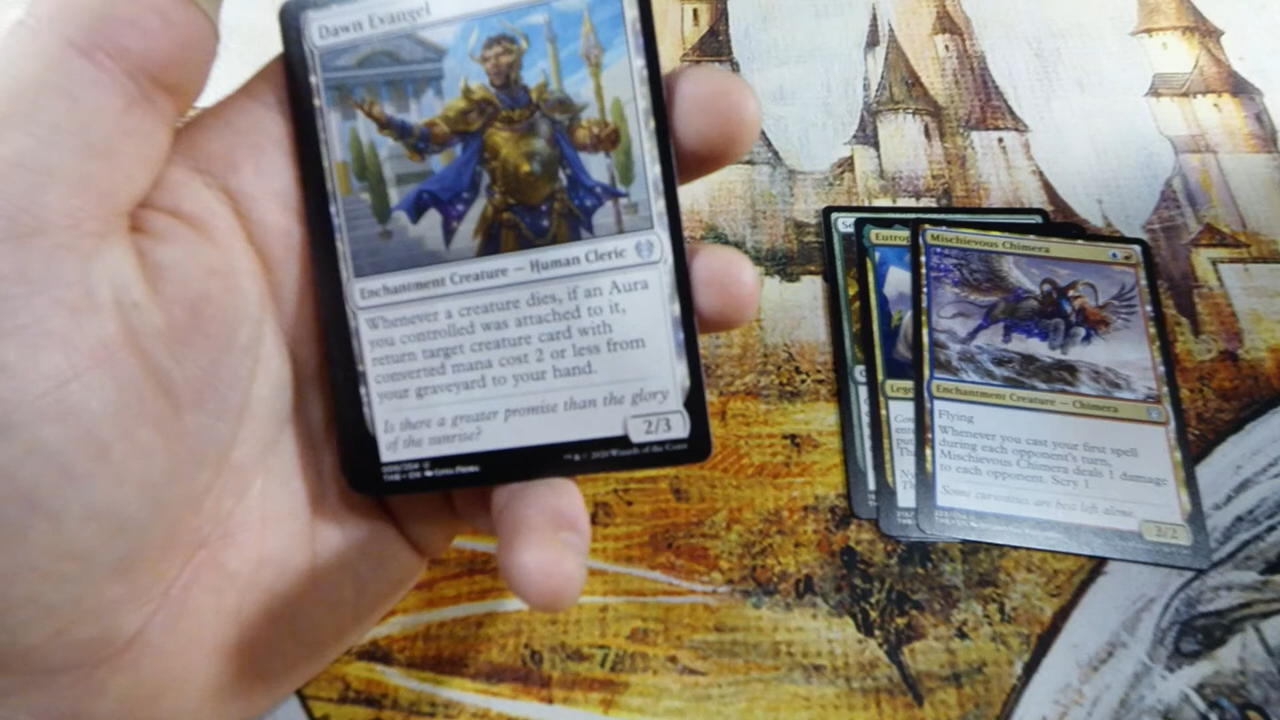 Dawn Evangel
Enchantment Creature — Human Cleric
Whenever a creature dies, if an Aura
you controlled was attached to it,
return target creature card with
converted mana cost 2 or less from
your graveyard to your hand.
Is there a greater promise than the glory
of the sunrise?
2/3
THB • EN
2020 Wizards of the Coast
Se
Eutrop
Lege
Mischievous Chimera
Enchantment Creature — Chimera
Flying
Whenever you cast your first spell
during each opponent's turn,
Mischievous Chimera deals 1 damage
to each opponent. Scry 1.
Some curiosities are best left alone.
2/2